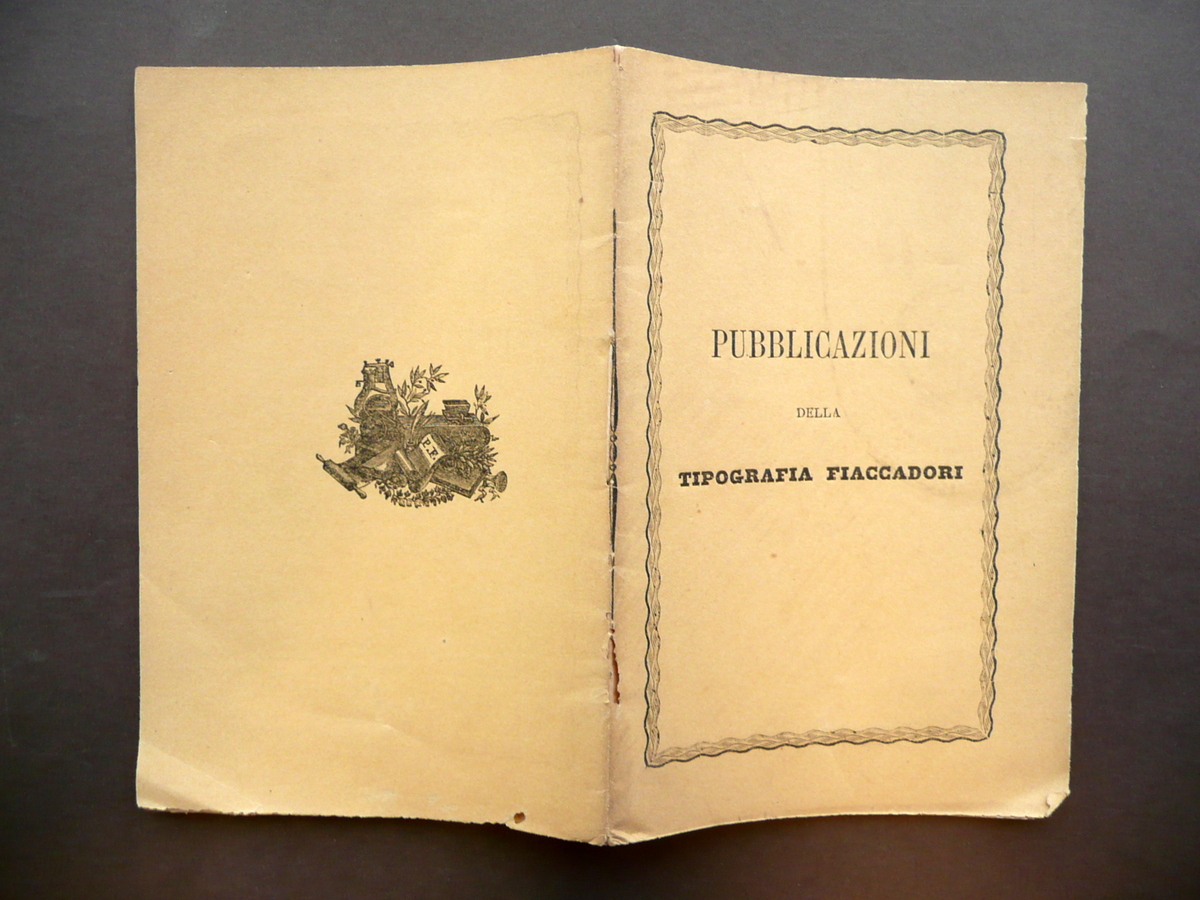 PUBBLICAZIONI
DELLA
TIPOGRAFIA FIACCADORI
P. F.